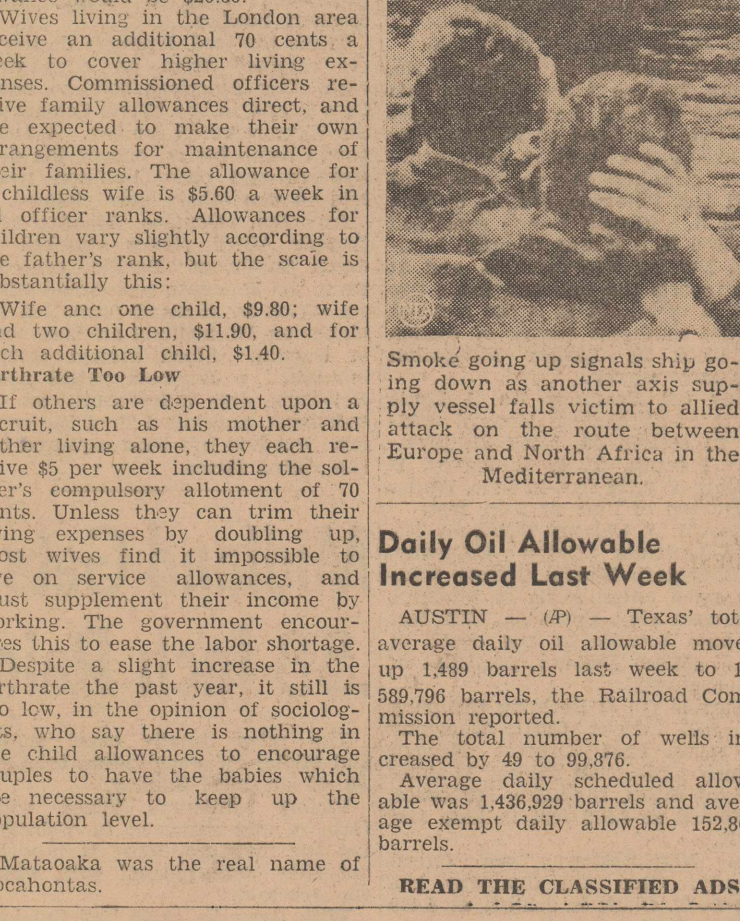 Wives living in the London area
ceive an additional 70 cents a
eek to cover higher living ex-
nses. Commissioned officers re-
ive family allowances direct, and
e expected to make their own
rangements for maintenance of
eir families. The allowance for
childless wife is $5.60 a week in
l officer ranks. Allowances for
ildren vary slightly according to
e father's rank, but the scale is
bstantially this:
Wife and one child, $9.80; wife
d two children, $11.90, and for
ch additional child, $1.40.
rthrate Too Low
If others are dependent upon a
cruit, such as his mother and
ther living alone, they each re-
ive $5 per week including the sol-
er's compulsory allotment of 70
nts. Unless they can trim their
ving expenses by doubling up,
ost wives find it impossible to
e on service allowances, and
ust supplement their income by
orking. The government encour-
es this to ease the labor shortage.
Despite a slight increase in the
rthrate the past year, it still is
o low, in the opinion of sociolog-
ts, who say there is nothing in
e child allowances to encourage
uples to have the babies which
e necessary to keep up the
pulation level.
Mataoaka was the real name of
ocahontas.
Smoke going up signals ship go-
ing down as another axis sup-
ply vessel falls victim to allied
attack on the route between
Europe and North Africa in the
Mediterranean.
Daily Oil Allowable
Increased Last Week
AUSTIN — (AP) — Texas' tot
average daily oil allowable move
up 1,489 barrels last week to 1
589,796 barrels, the Railroad Com
mission reported.
The total number of wells in
creased by 49 to 99,876.
Average daily scheduled allow
able was 1,436,929 barrels and ave
age exempt daily allowable 152,8
barrels.
READ THE CLASSIFIED ADS